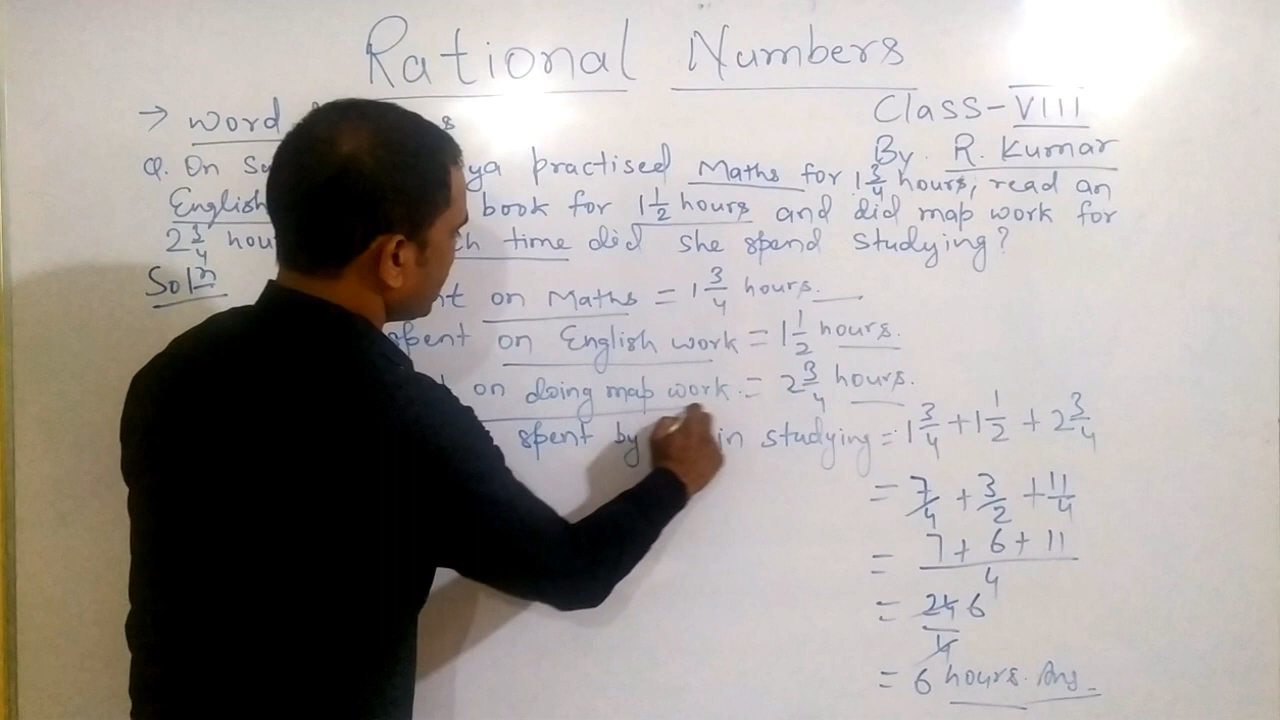 Rational Numbers
→ Word
Class-VIII
By. R. Kumar
Q. On practised Maths for 1 3/4 hours, read an
English book for 1 1/2 hours and did map work for
2 3/4 time did she spend studying?
Soln
on Maths = 1 3/4 hours.
spent on English work = 1 1/2 hours.
on doing map work = 2 3/4 hours.
spent by in studying = 1 3/4 + 1 1/2 + 2 3/4
= 7/4 + 3/2 + 11/4
= 7 + 6 + 11 / 4
= 24 6 / 4
= 6 hours. Ans